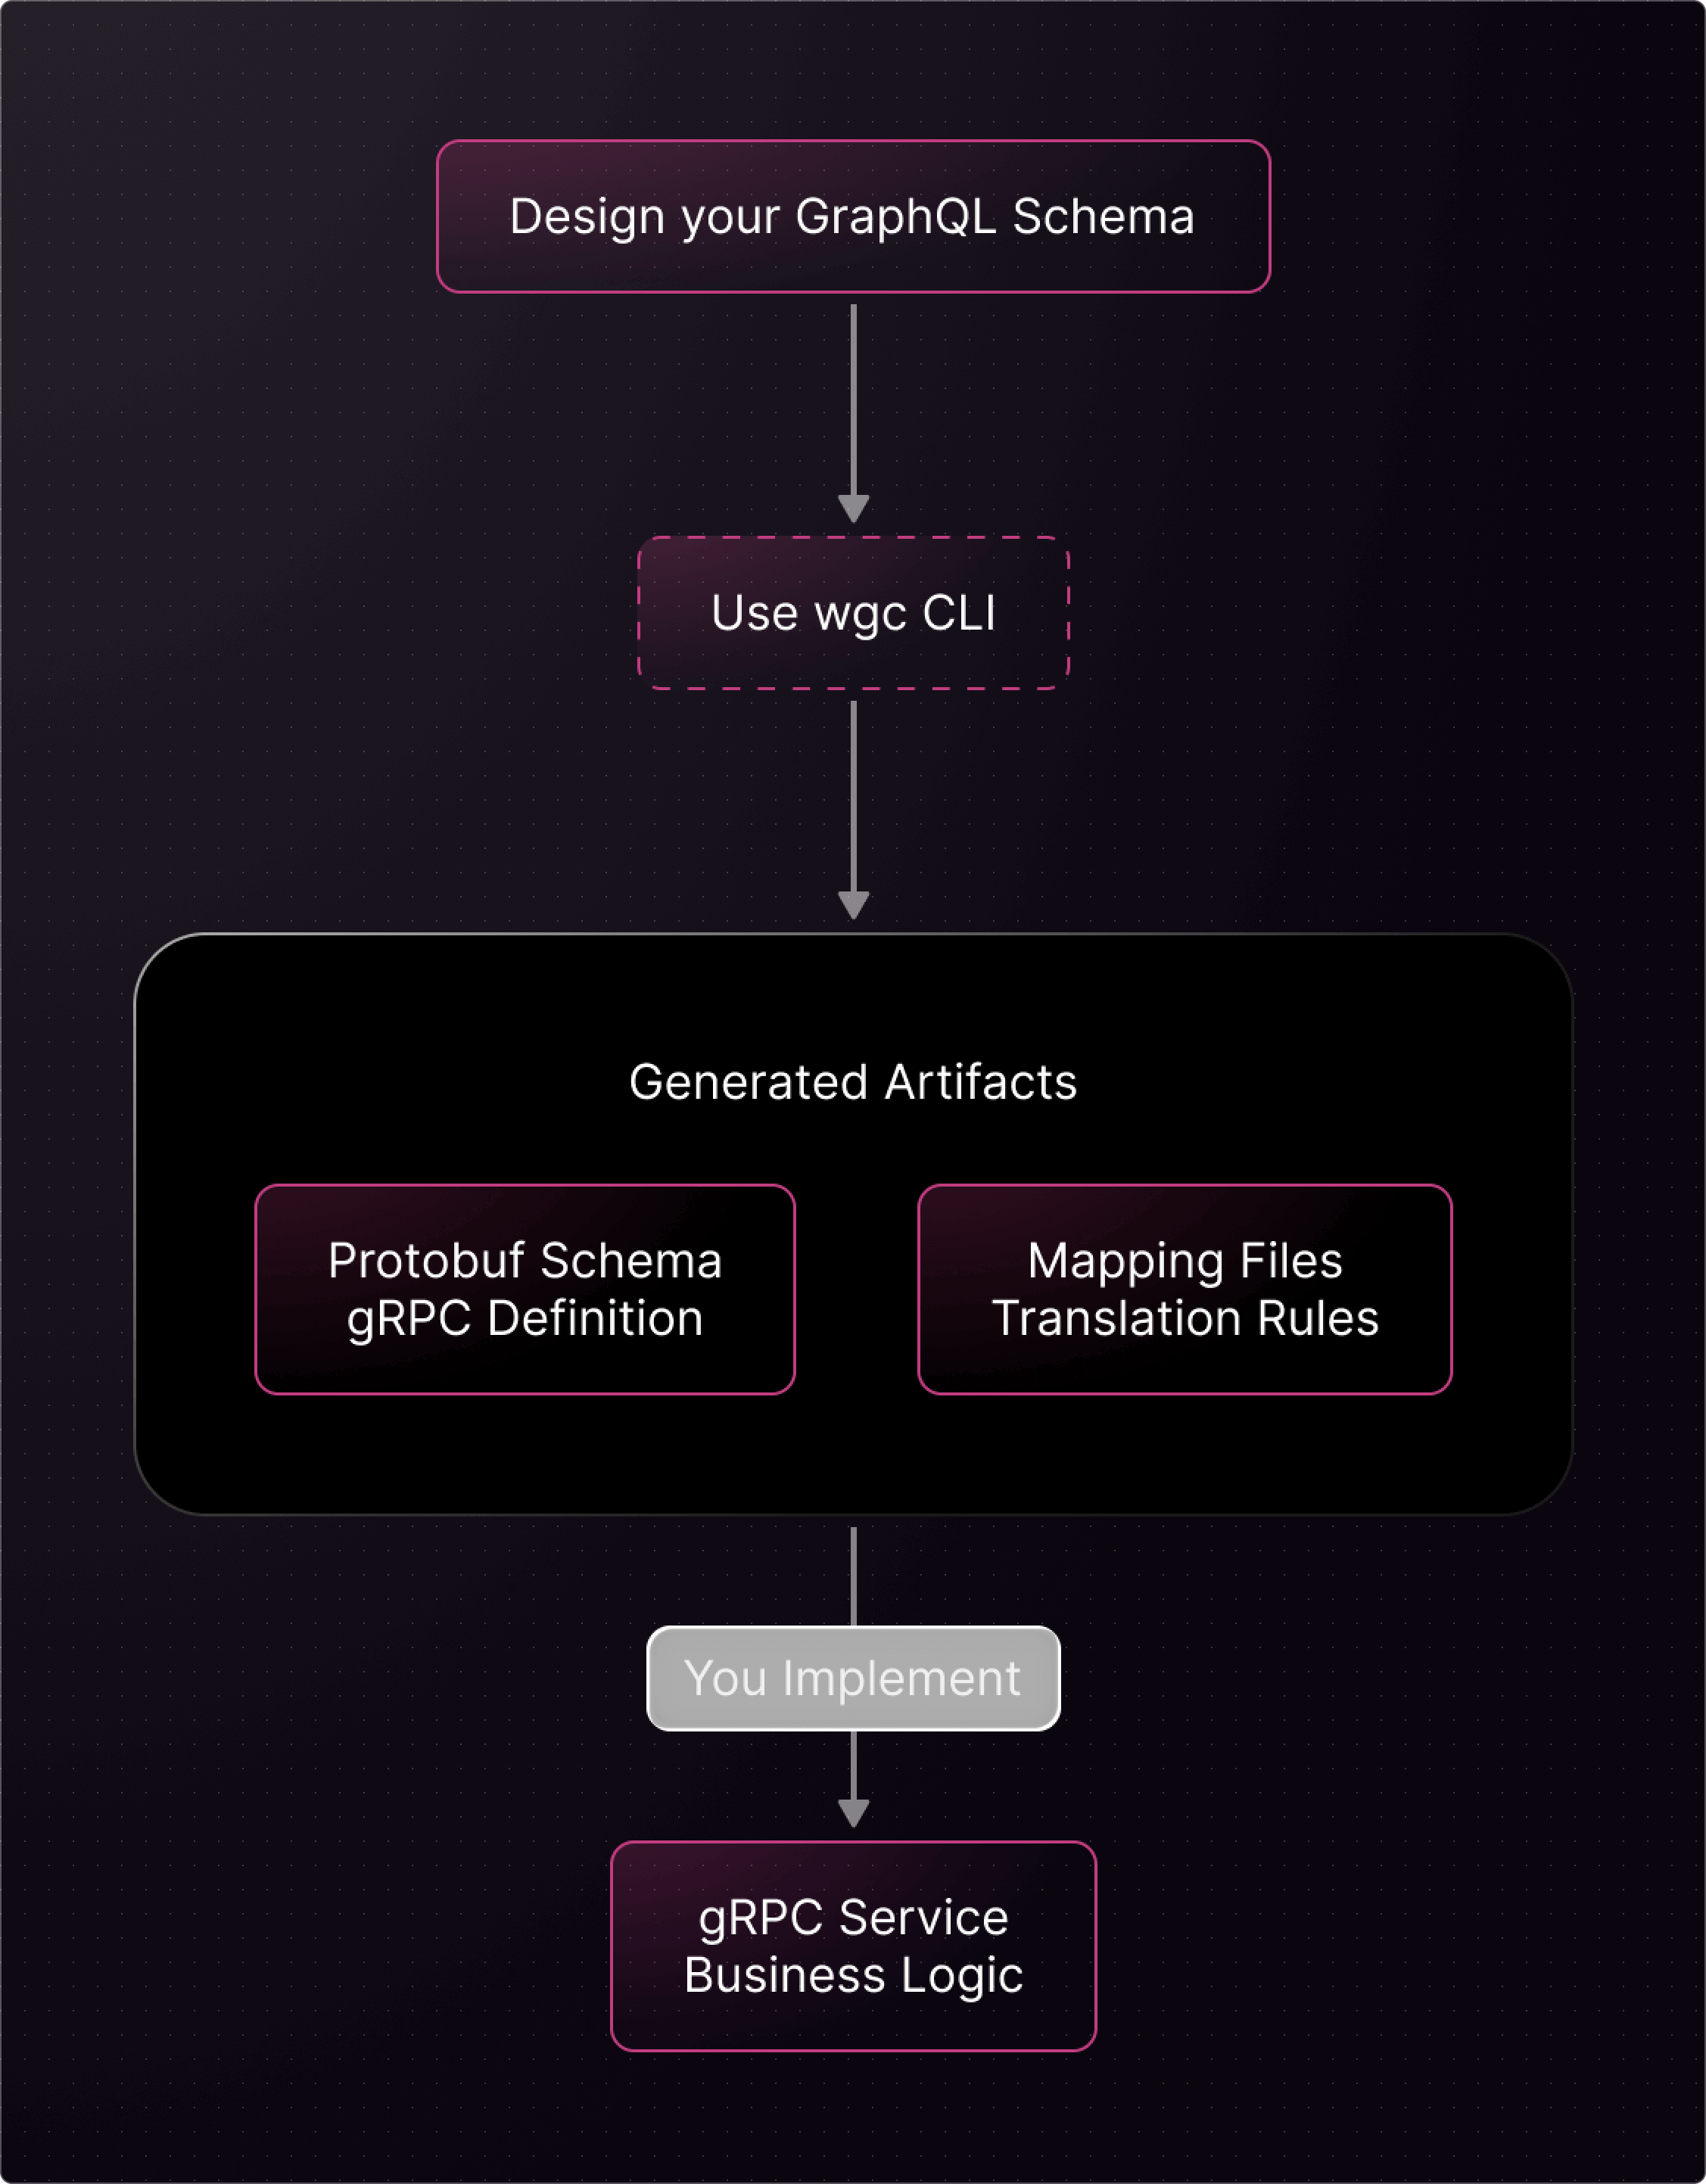 Design your GraphQL Schema
Use wgc CLI
Generated Artifacts
Protobuf Schema
gRPC Definition
Mapping Files
Translation Rules
You Implement
gRPC Service
Business Logic